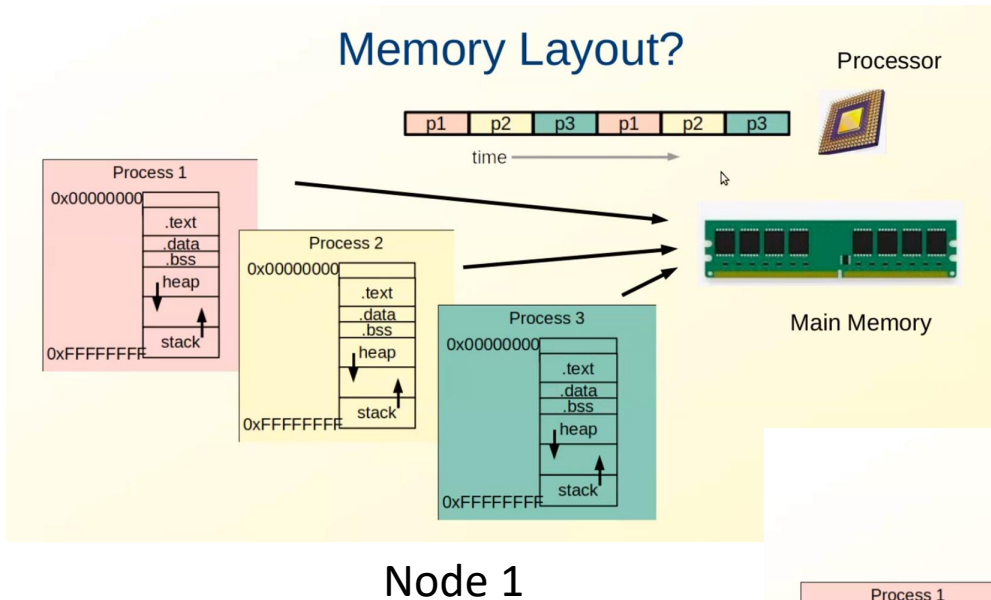 Memory Layout?
Processor
p1 p2 p3 p1 p2 p3
time
Process 1
0x00000000
.text
.data
.bss
heap
stack
0xFFFFFFFF
Process 2
0x00000000
.text
.data
.bss
heap
stack
0xFFFFFFFF
Process 3
0x00000000
.text
.data
.bss
heap
stack
0xFFFFFFFF
Main Memory
Node 1
Process 1